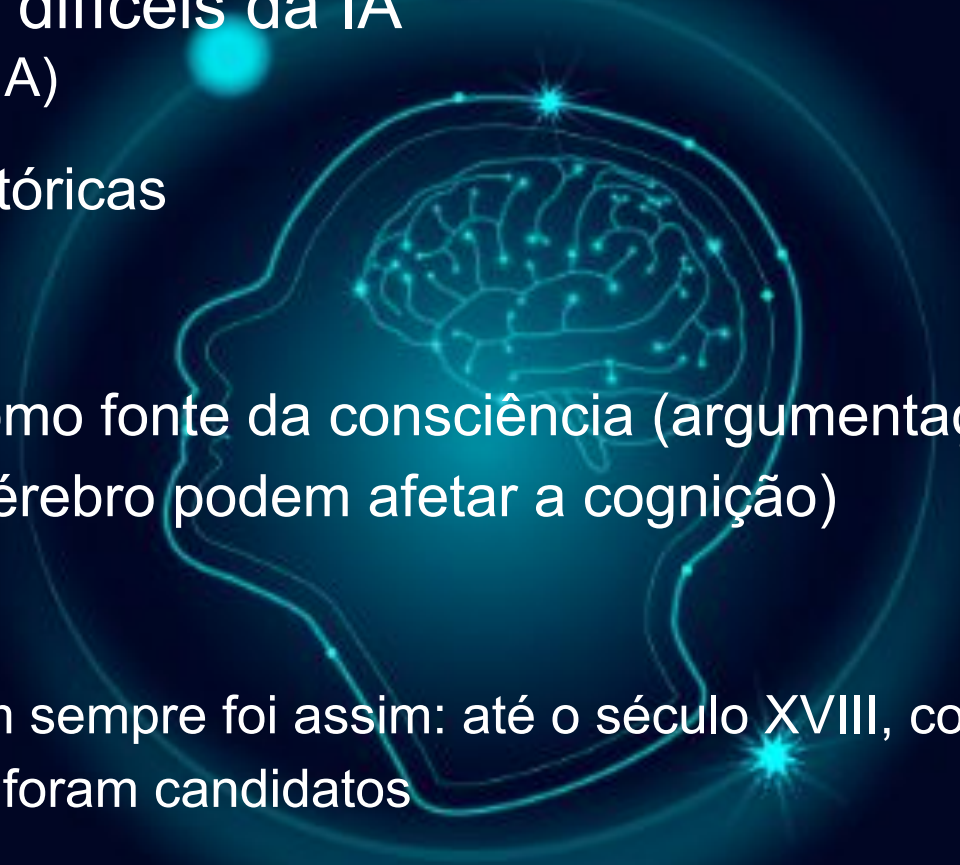 difíceis da IA
A)
tóricas
omo fonte da consciência (argumentaç
érebro podem afetar a cognição)
m sempre foi assim: até o século XVIII, co
foram candidatos